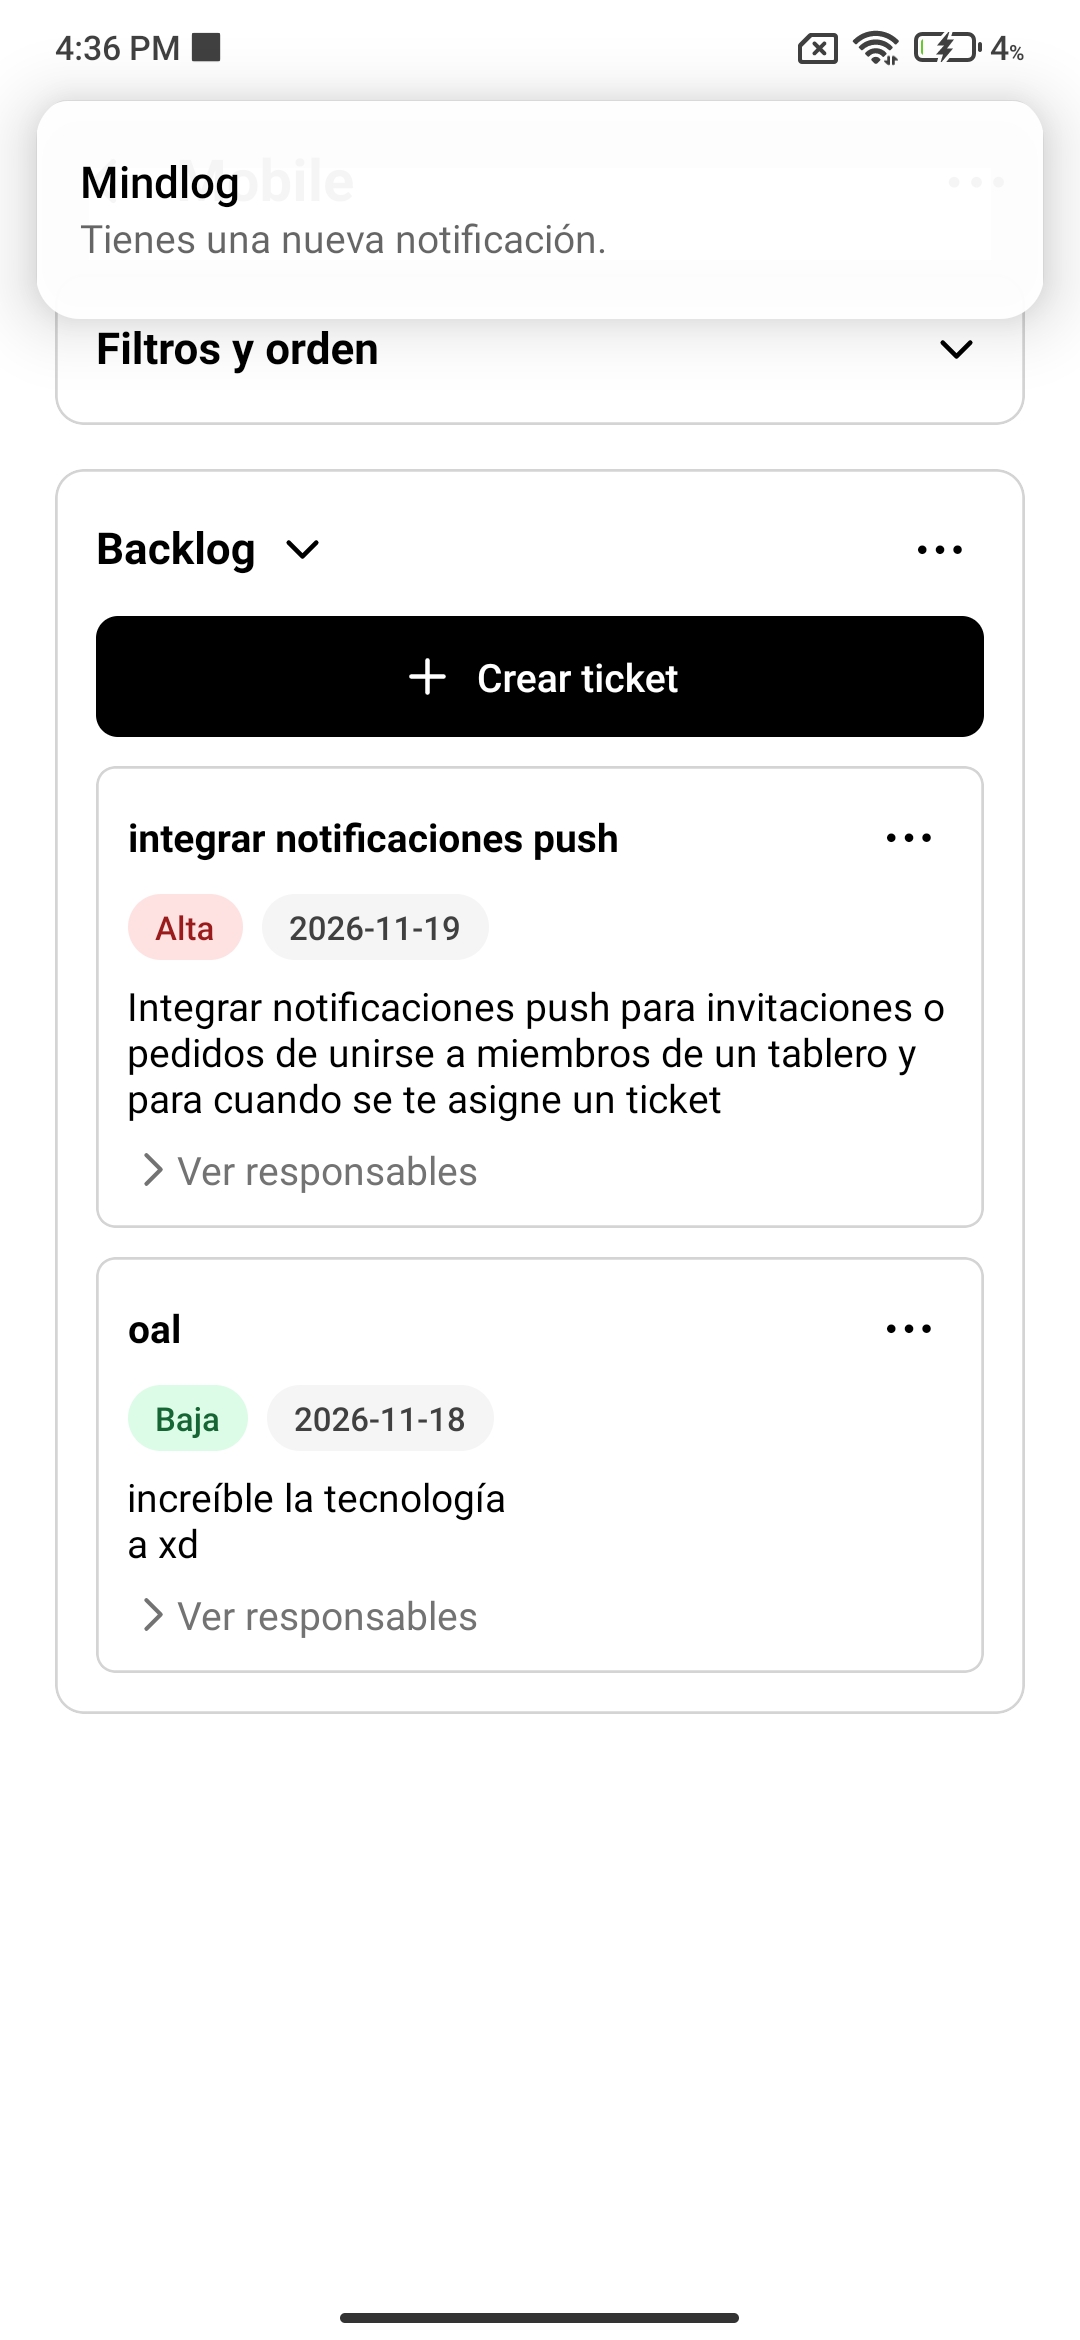 4:36 PM
4%
Mindlog
Mobile
Tienes una nueva notificación.
Filtros y orden
Backlog
Crear ticket
integrar notificaciones push
Alta
2026-11-19
Integrar notificaciones push para invitaciones o
pedidos de unirse a miembros de un tablero y
para cuando se te asigne un ticket
Ver responsables
oal
Baja
2026-11-18
increíble la tecnología
a xd
Ver responsables